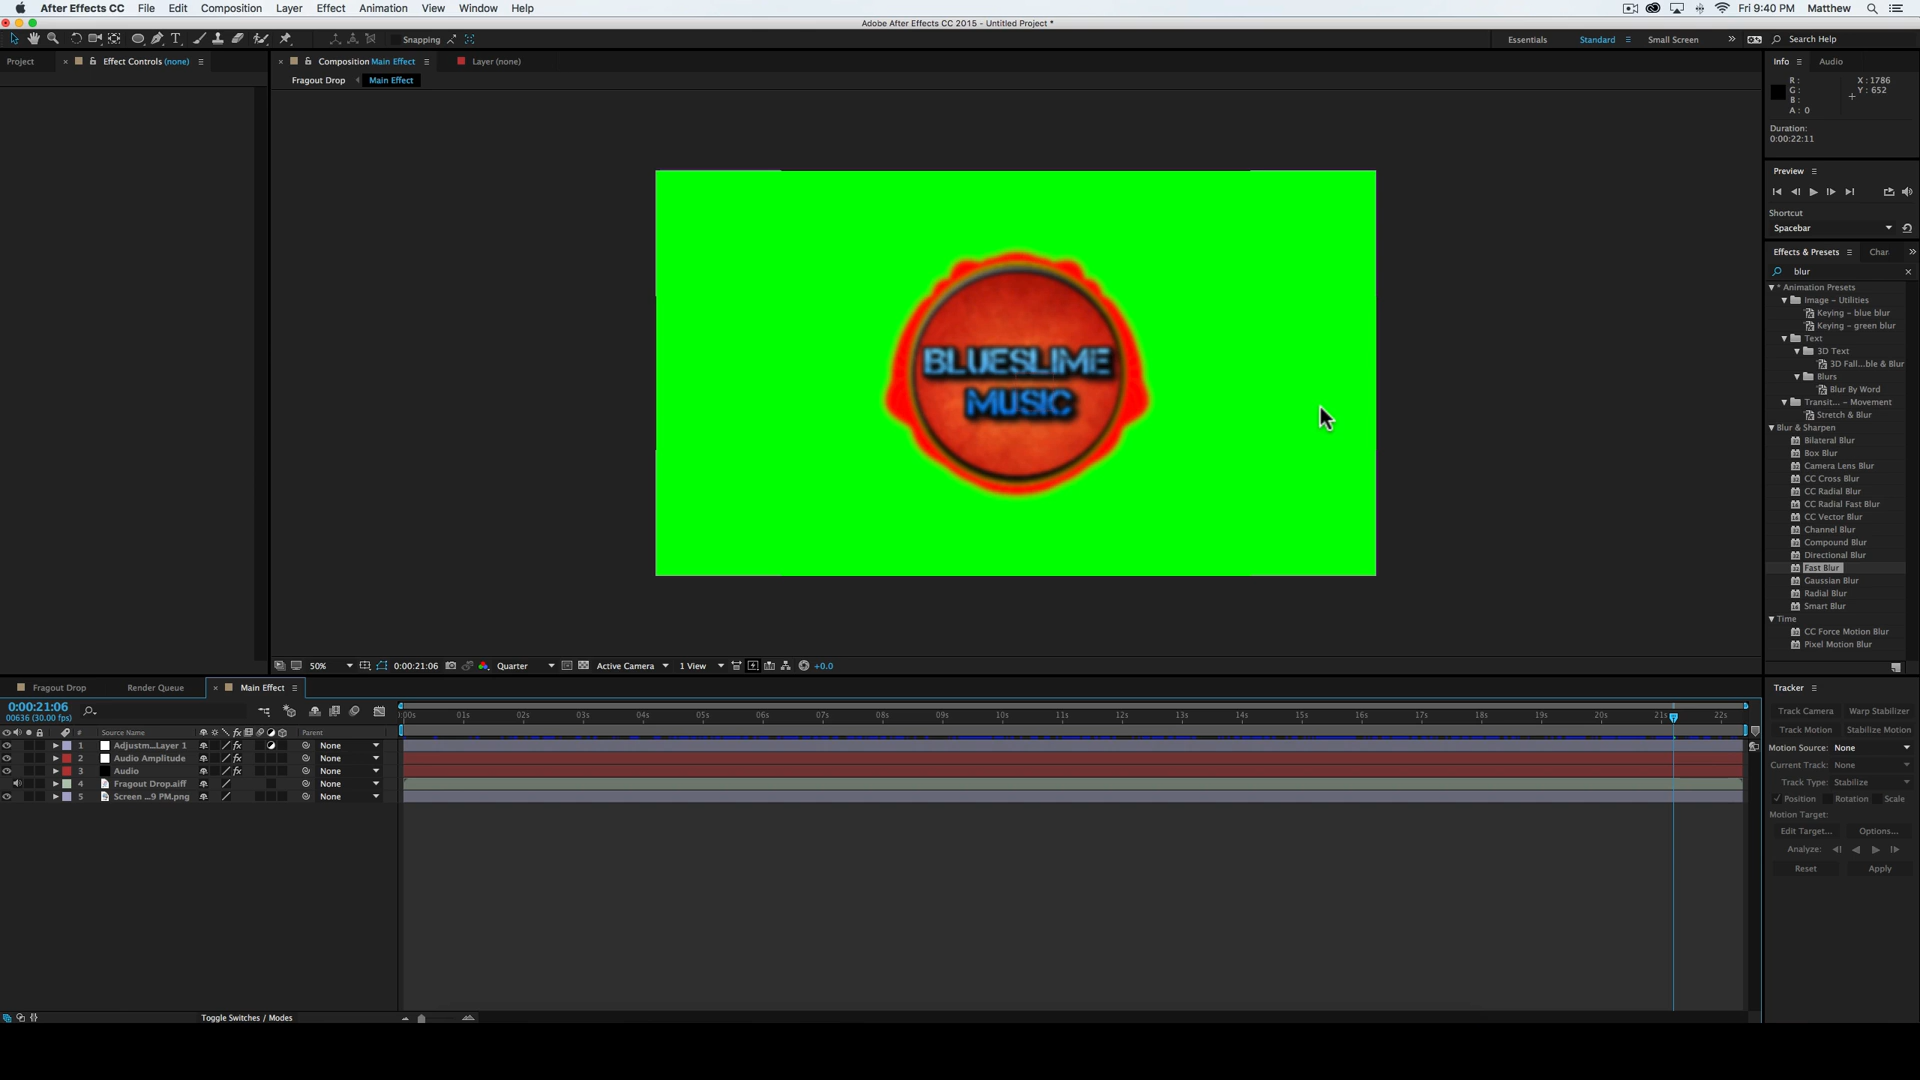 After Effects CC File Edit Composition Layer Effect Animation View Window Help Fri 9:40 PM Matthew
Adobe After Effects CC 2015 - Untitled Project *
Snapping Essentials Standard Small Screen » Search Help
Project × Effect Controls (none) × Composition Main Effect Layer (none) Info Audio
Fragout Drop Main Effect
R :
G :
B :
A : 0
X : 1786
Y : 652
Duration:
0:00:22:11
Preview
Shortcut
Spacebar
Effects & Presets Char »
blur ×
* Animation Presets
Image – Utilities
Keying – blue blur
Keying – green blur
Text
3D Text
3D Fall...ble & Blur
Blurs
Blur By Word
Transit... – Movement
Stretch & Blur
Blur & Sharpen
Bilateral Blur
Box Blur
Camera Lens Blur
CC Cross Blur
CC Radial Blur
CC Radial Fast Blur
CC Vector Blur
Channel Blur
Compound Blur
Directional Blur
Fast Blur
Gaussian Blur
Radial Blur
Smart Blur
Time
CC Force Motion Blur
Pixel Motion Blur
BLUESLIME
MUSIC
50% 0:00:21:06 Quarter Active Camera 1 View +0.0
Fragout Drop Render Queue × Main Effect
0:00:21:06
00636 (30.00 fps)
:00s 01s 02s 03s 04s 05s 06s 07s 08s 09s 10s 11s 12s 13s 14s 15s 16s 17s 18s 19s 20s 21s 22s
# Source Name fx Parent
1 Adjustm...Layer 1 fx None
2 Audio Amplitude fx None
3 Audio fx None
4 Fragout Drop.aiff None
5 Screen ...9 PM.png None
Toggle Switches / Modes
Tracker
Track Camera Warp Stabilizer
Track Motion Stabilize Motion
Motion Source: None
Current Track: None
Track Type: Stabilize
Position Rotation Scale
Motion Target:
Edit Target... Options...
Analyze:
Reset Apply